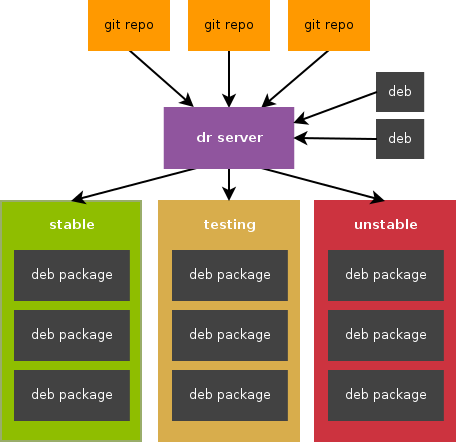 git repo
git repo
git repo
deb
dr server
deb
stable
testing
unstable
deb package
deb package
deb package
deb package
deb package
deb package
deb package
deb package
deb package